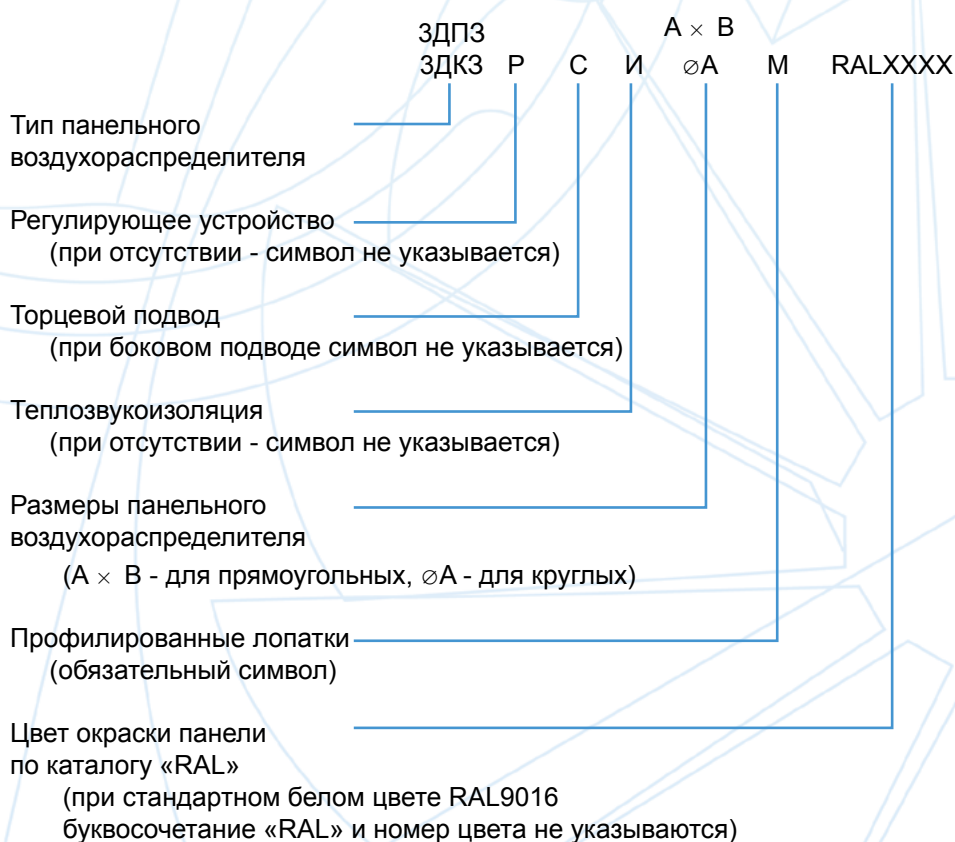 А × В
3ДПЗ
3ДКЗ Р С И ∅А М RALXXXX
Тип панельного
воздухораспределителя
Регулирующее устройство
(при отсутствии - символ не указывается)
Торцевой подвод
(при боковом подводе символ не указывается)
Теплозвукоизоляция
(при отсутствии - символ не указывается)
Размеры панельного
воздухораспределителя
(А × В - для прямоугольных, ∅А - для круглых)
Профилированные лопатки
(обязательный символ)
Цвет окраски панели
по каталогу «RAL»
(при стандартном белом цвете RAL9016
буквосочетание «RAL» и номер цвета не указываются)